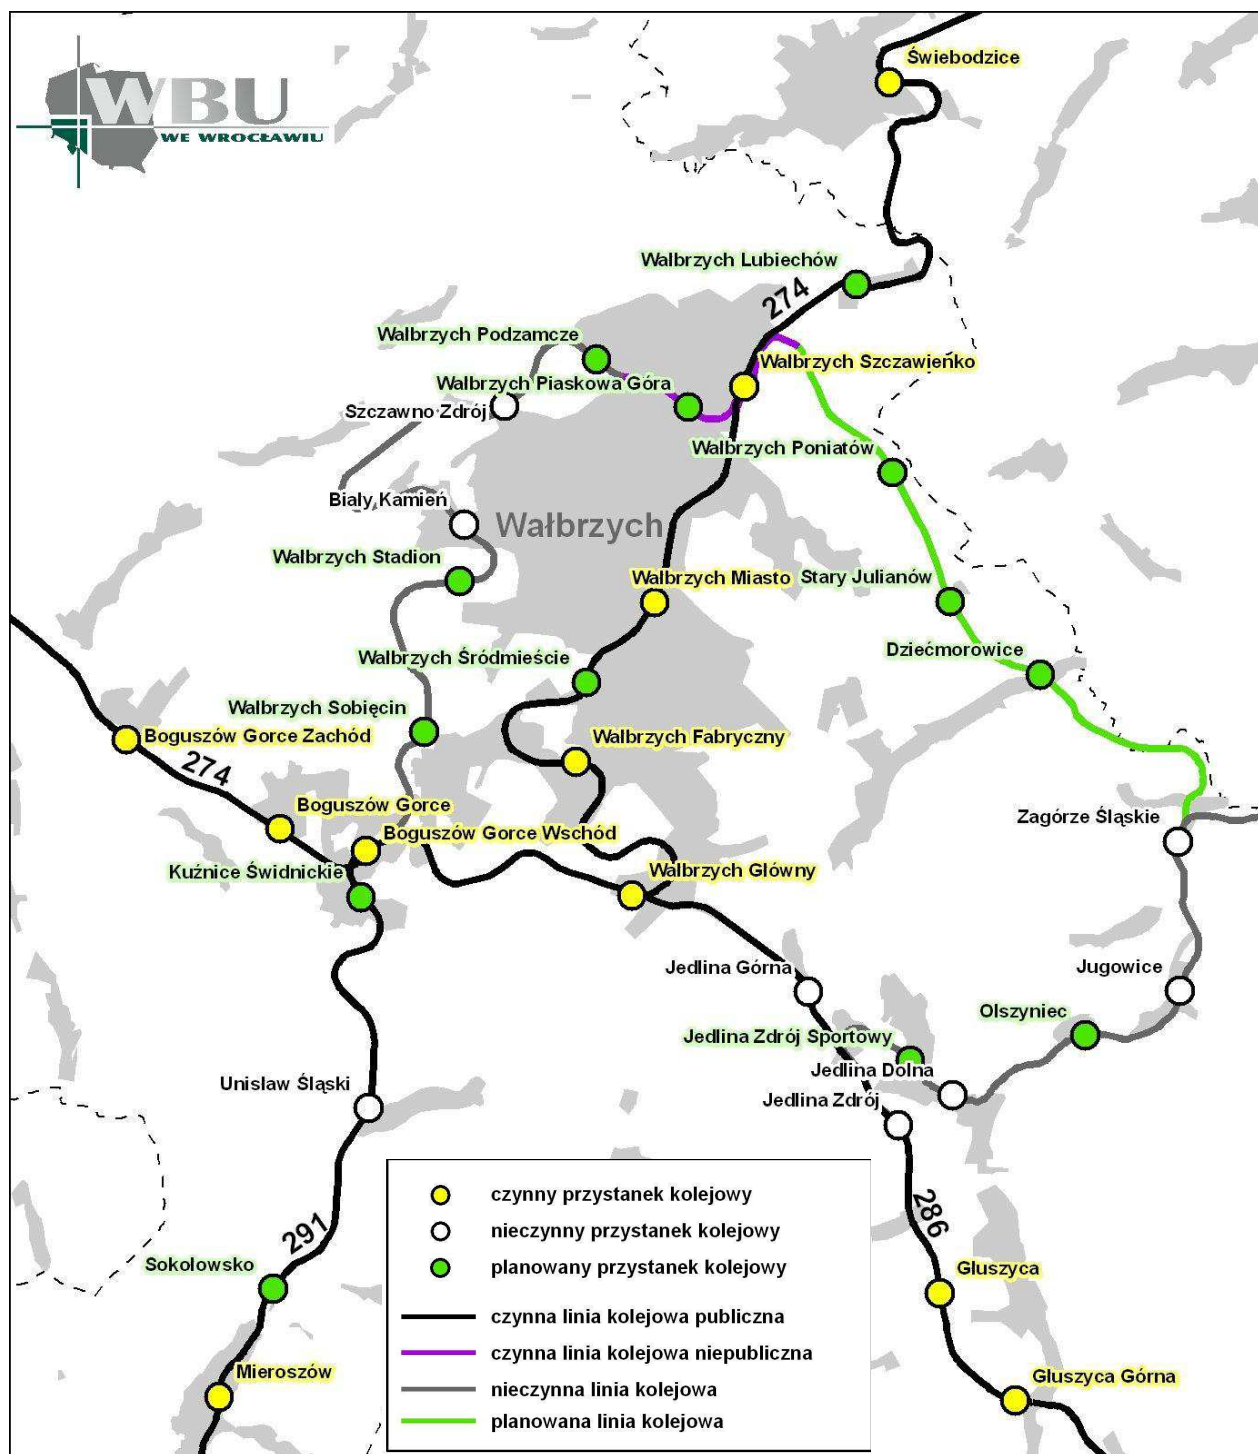 WBU
WE WROCŁAWIU
Świebodzice
Wałbrzych Lubiechów
274
Wałbrzych Podzamcze
Wałbrzych Szczawieńko
Wałbrzych Piaskowa Góra
Szczawno Zdrój
Wałbrzych Poniatów
Biały Kamień
Wałbrzych
Wałbrzych Stadion
Wałbrzych Miasto
Stary Julianów
Dziećmorowice
Wałbrzych Śródmieście
Wałbrzych Sobięcin
Boguszów Gorce Zachód
Wałbrzych Fabryczny
274
Boguszów Gorce
Zagórze Śląskie
Boguszów Gorce Wschód
Kuźnice Świdnickie
Wałbrzych Główny
Jedlina Górna
Jugowice
Olszyniec
Jedlina Zdrój Sportowy
Jedlina Dolna
Unisław Śląski
Jedlina Zdrój
286
291
Sokołowsko
Głuszyca
Mieroszów
Głuszyca Górna
czynny przystanek kolejowy
nieczynny przystanek kolejowy
planowany przystanek kolejowy
czynna linia kolejowa publiczna
czynna linia kolejowa niepubliczna
nieczynna linia kolejowa
planowana linia kolejowa